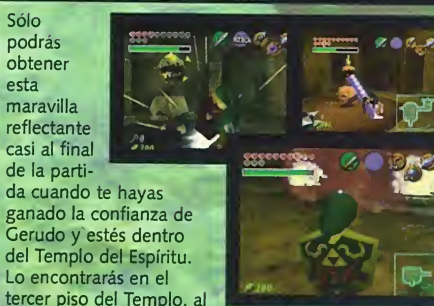 Sólo
podrás
obtener
esta
maravilla
reflectante
casi al final
de la parti-
da cuando te hayas
ganado la confianza de
Gerudo y estés dentro
del Templo del Espíritu.
Lo encontrarás en el
tercer piso del Templo, al